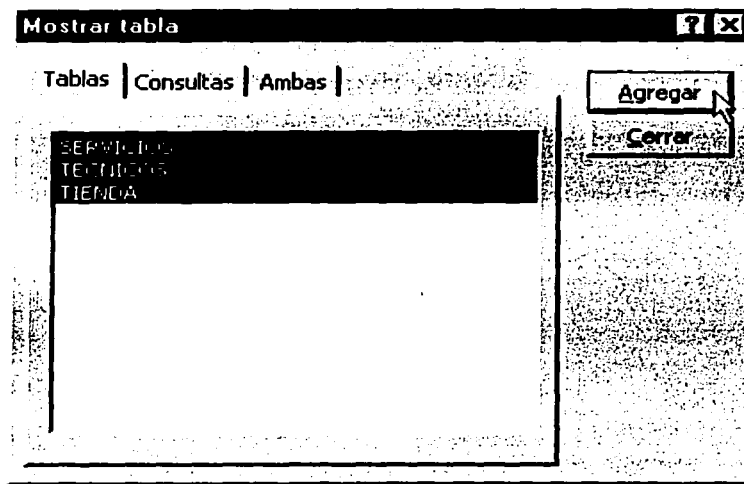 Mostrar tabla
Tablas Consultas Ambas
Agregar
Cerrar
SERVICIOS
TECNICOS
TIENDA